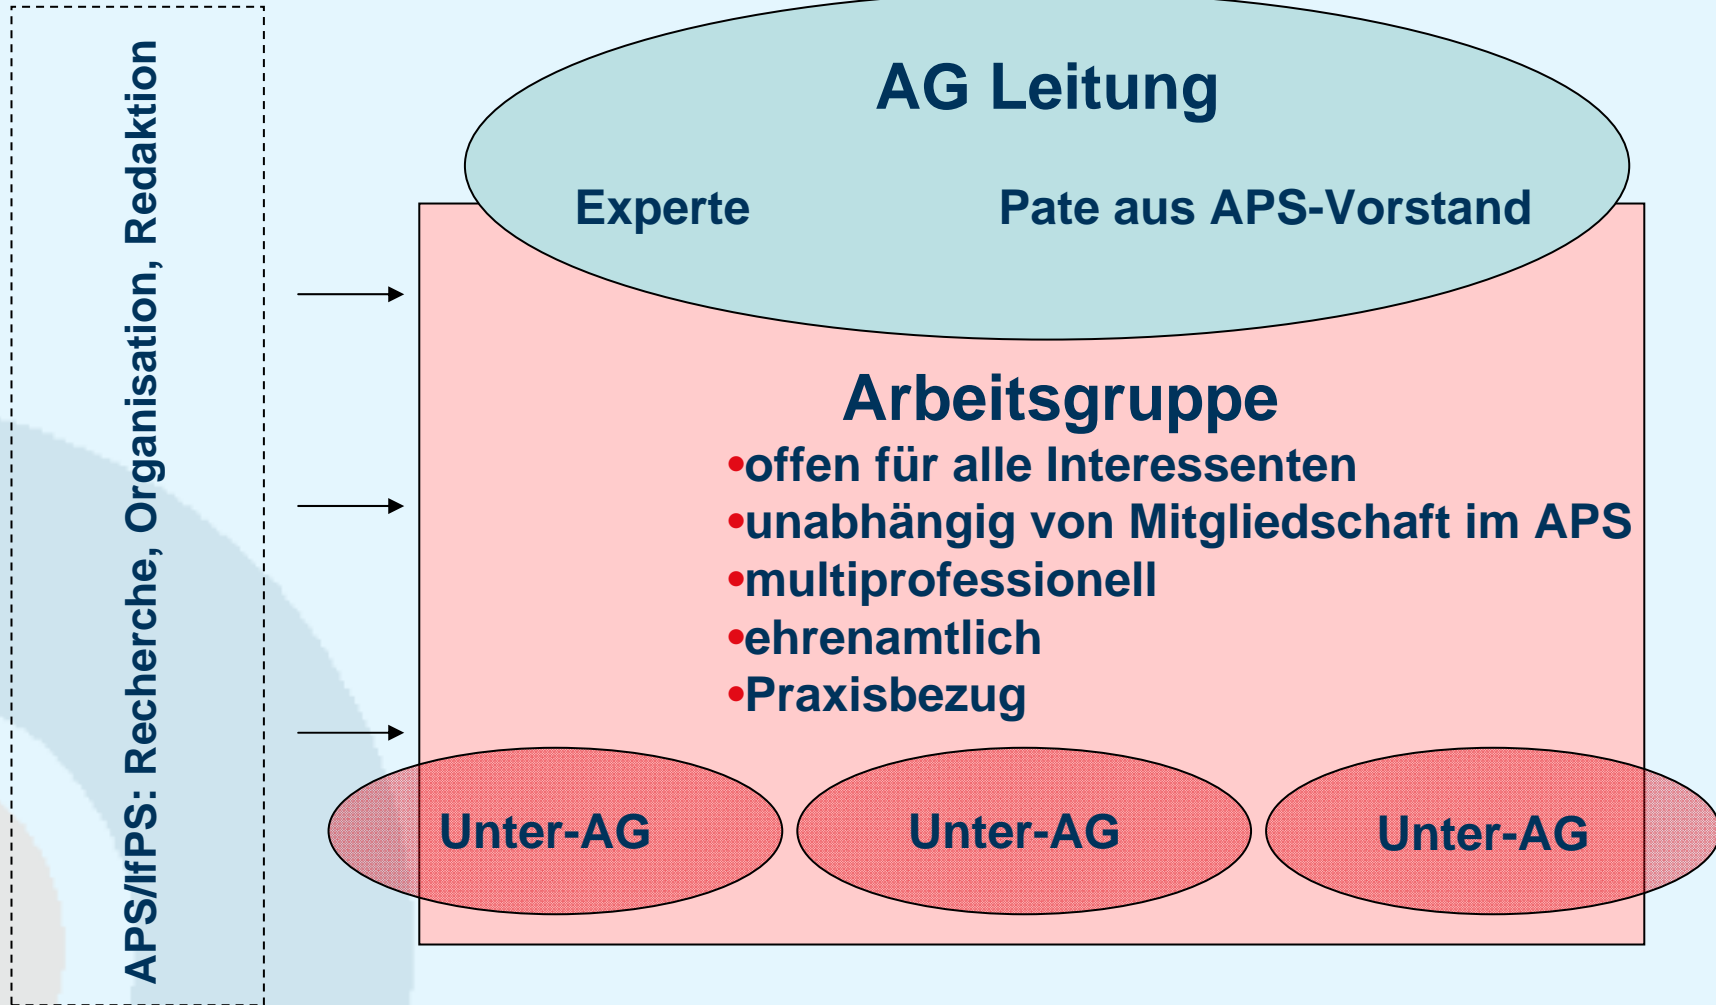 APS/IfPS: Recherche, Organisation, Redaktion
AG Leitung
Experte Pate aus APS-Vorstand
Arbeitsgruppe
•offen für alle Interessenten
•unabhängig von Mitgliedschaft im APS
•multiprofessionell
•ehrenamtlich
•Praxisbezug
Unter-AG Unter-AG Unter-AG